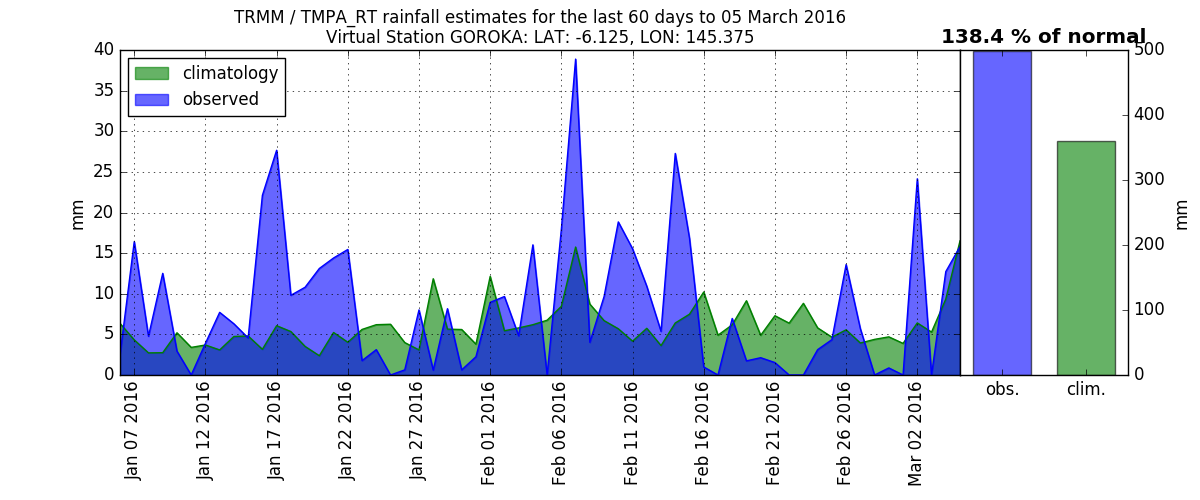 TRMM / TMPA_RT rainfall estimates for the last 60 days to 05 March 2016
Virtual Station GOROKA: LAT: -6.125, LON: 145.375
138.4 % of normal
climatology
observed
40
35
30
25
20
15
10
5
0
mm
Jan 07 2016
Jan 12 2016
Jan 17 2016
Jan 22 2016
Jan 27 2016
Feb 01 2016
Feb 06 2016
Feb 11 2016
Feb 16 2016
Feb 21 2016
Feb 26 2016
Mar 02 2016
500
400
300
200
100
0
mm
obs.
clim.